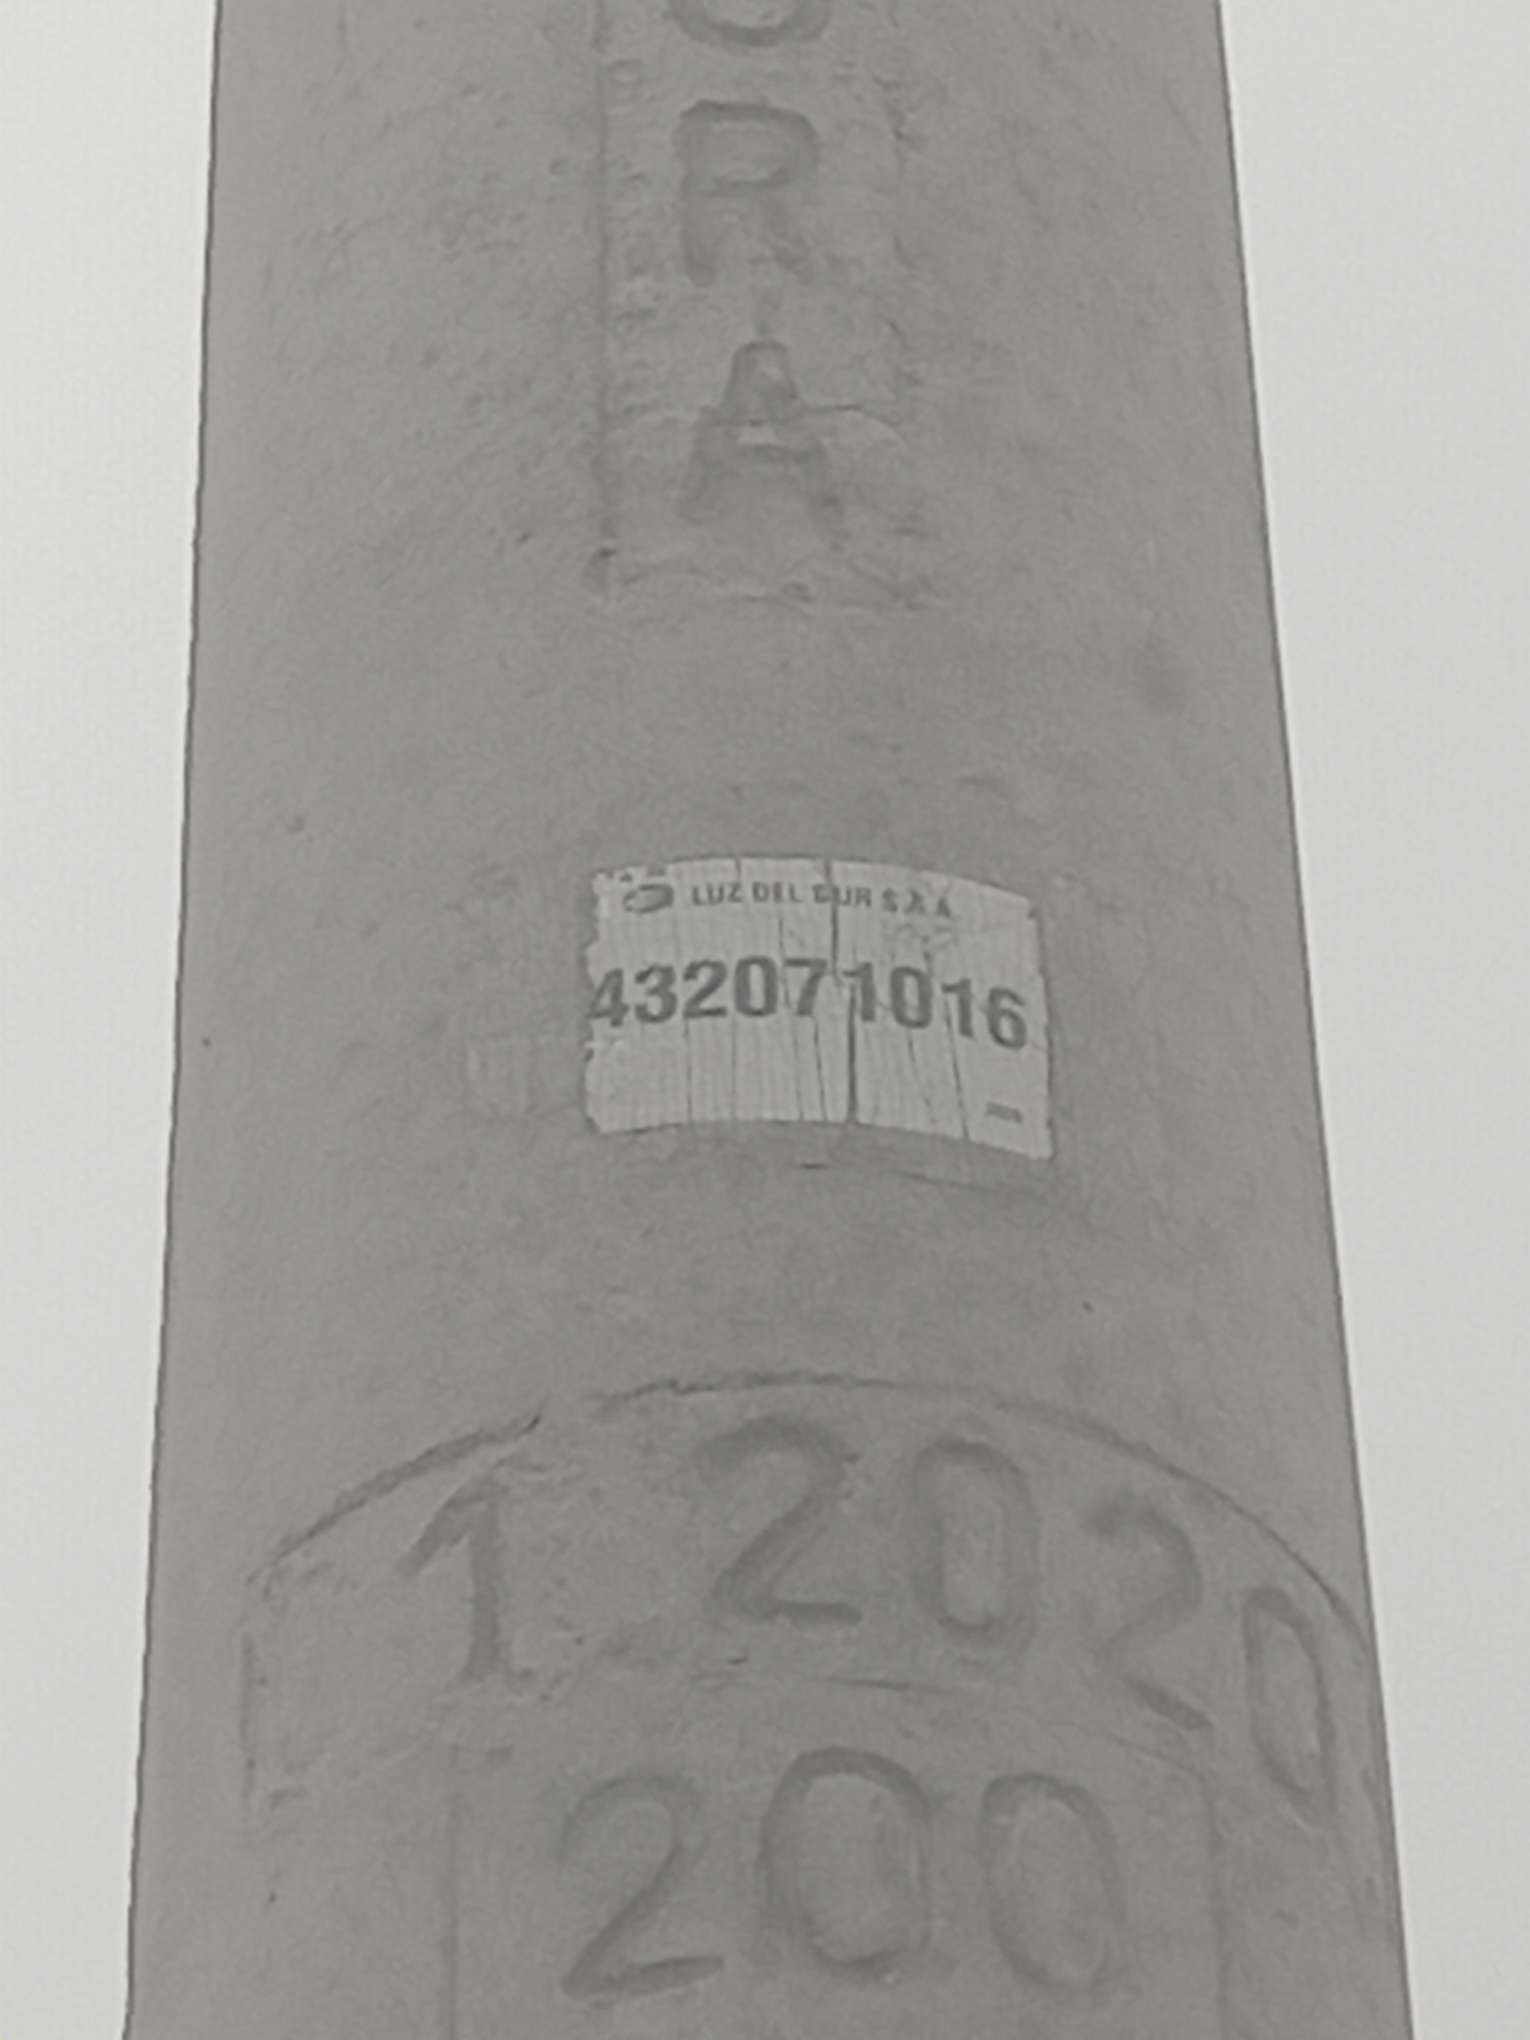 R
A
LUZ DEL SUR S.A.A.
432071016
1 2020
200